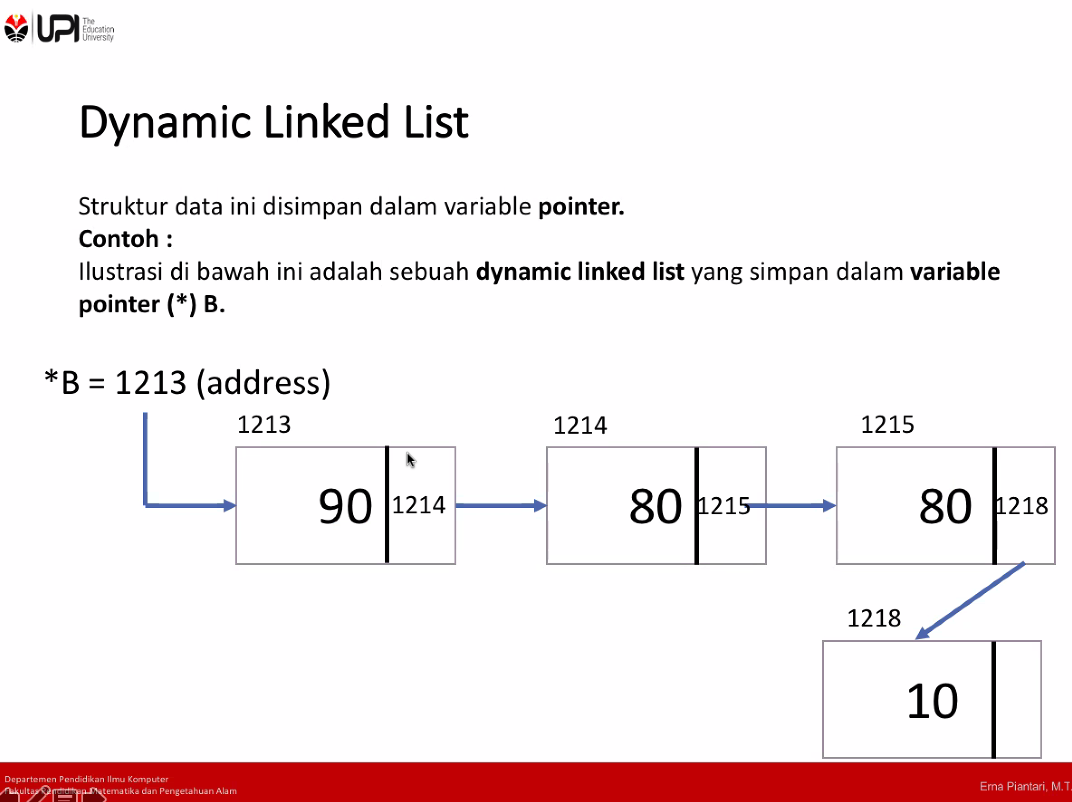 UPI
The
Education
University
Dynamic Linked List
Struktur data ini disimpan dalam variable pointer.
Contoh :
Ilustrasi di bawah ini adalah sebuah dynamic linked list yang simpan dalam variable
pointer (*) B.
*B = 1213 (address)
1213
1214
1215
90
1214
80
1215
80
1218
1218
10
Departemen Pendidikan Ilmu Komputer
Fakultas Pendidikan Matematika dan Pengetahuan Alam
Erna Piantari, M.T.